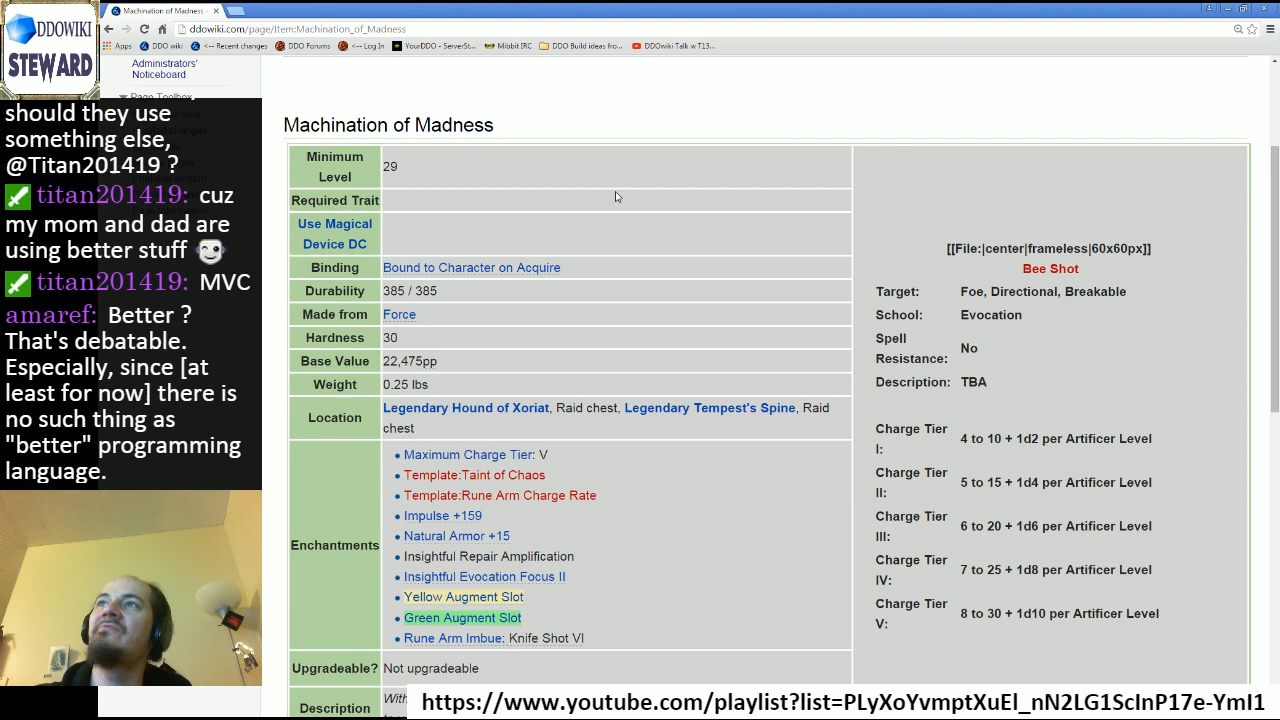 DDOWIKI
STEWARD
should they use
something else,
@Titan201419 ?
titan201419: cuz
my mom and dad are
using better stuff
titan201419: MVC
amaref: Better ?
That's debatable.
Especially, since [at
least for now] there is
no such thing as
"better" programming
language.
Machination of Madness -
ddowiki.com/page/Item:Machination_of_Madness
Apps
DDO wiki
<-- Recent changes
DDO Forums
<-- Log In
YourDDO - ServerSt...
Mibbit IRC
DDO Build ideas from...
DDOwiki Talk w T13...
Administrators'
Noticeboard
Page Toolbox
Machination of Madness
Minimum Level 29
Required Trait
Use Magical Device DC
Binding Bound to Character on Acquire
Durability 385 / 385
Made from Force
Hardness 30
Base Value 22,475pp
Weight 0.25 lbs
Location Legendary Hound of Xoriat, Raid chest, Legendary Tempest's Spine, Raid
chest
Enchantments
Maximum Charge Tier: V
Template:Taint of Chaos
Template:Rune Arm Charge Rate
Impulse +159
Natural Armor +15
Insightful Repair Amplification
Insightful Evocation Focus II
Yellow Augment Slot
Green Augment Slot
Rune Arm Imbue: Knife Shot VI
Upgradeable? Not upgradeable
Description
[[File:|center|frameless|60x60px]]
Bee Shot
Target: Foe, Directional, Breakable
School: Evocation
Spell Resistance: No
Description: TBA
Charge Tier I: 4 to 10 + 1d2 per Artificer Level
Charge Tier II: 5 to 15 + 1d4 per Artificer Level
Charge Tier III: 6 to 20 + 1d6 per Artificer Level
Charge Tier IV: 7 to 25 + 1d8 per Artificer Level
Charge Tier V: 8 to 30 + 1d10 per Artificer Level
https://www.youtube.com/playlist?list=PLyXoYvmptXuEl_nN2LG1ScInP17e-YmI1